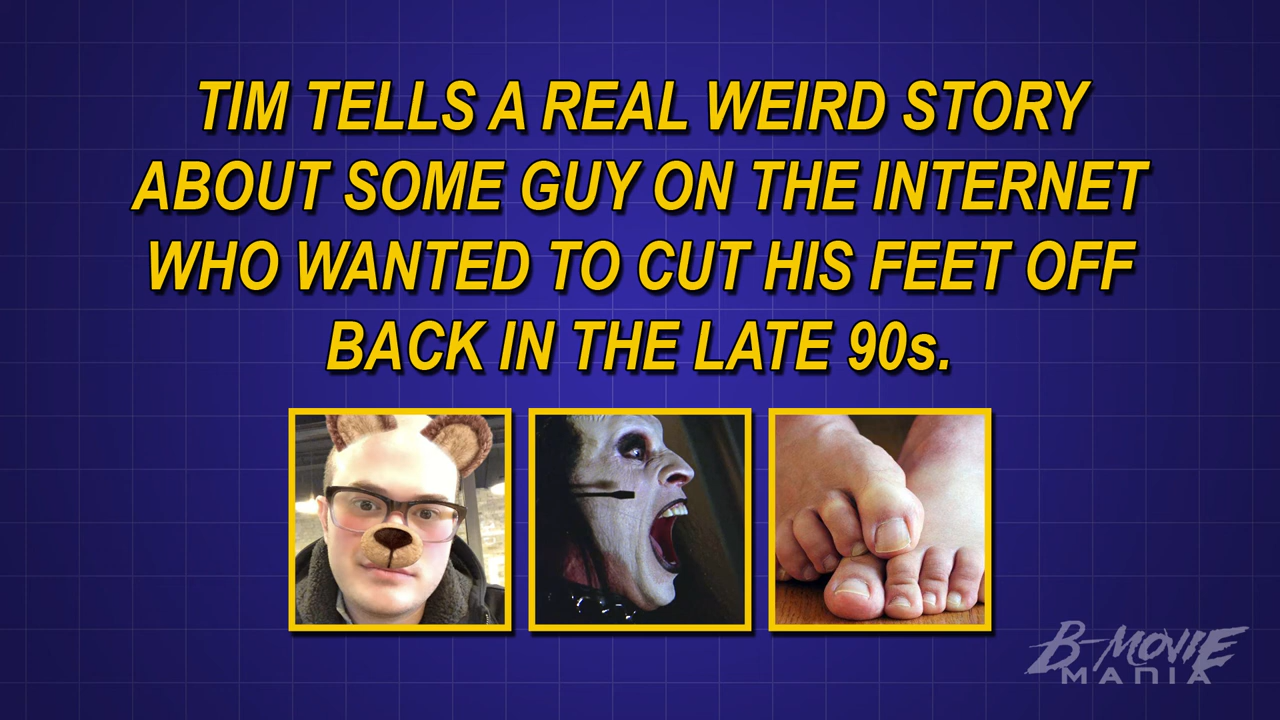 TIM TELLS A REAL WEIRD STORY
ABOUT SOME GUY ON THE INTERNET
WHO WANTED TO CUT HIS FEET OFF
BACK IN THE LATE 90s.
B-MOVIE
MANIA